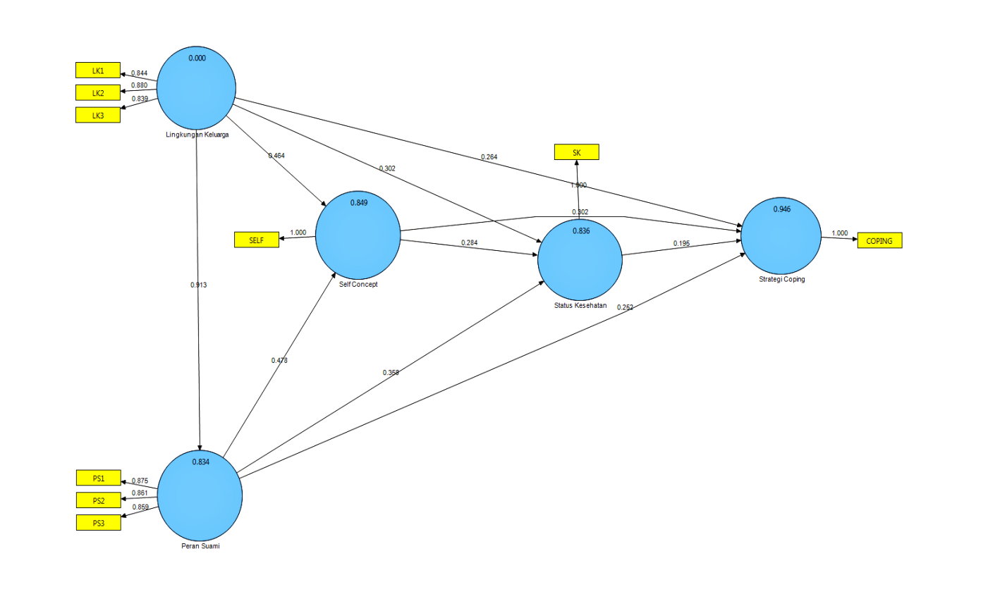 0.000
LK1
0.844
LK2
0.880
LK3
0.839
Lingkungan Keluarga
0.464
0.302
0.264
SK
1.000
0.849
0.302
0.946
SELF
1.000
0.836
0.284
0.195
1.000
COPING
Self Concept
Status Kesehatan
Strategi Coping
0.913
0.252
0.478
0.358
0.834
PS1
0.875
PS2
0.861
PS3
0.859
Peran Suami